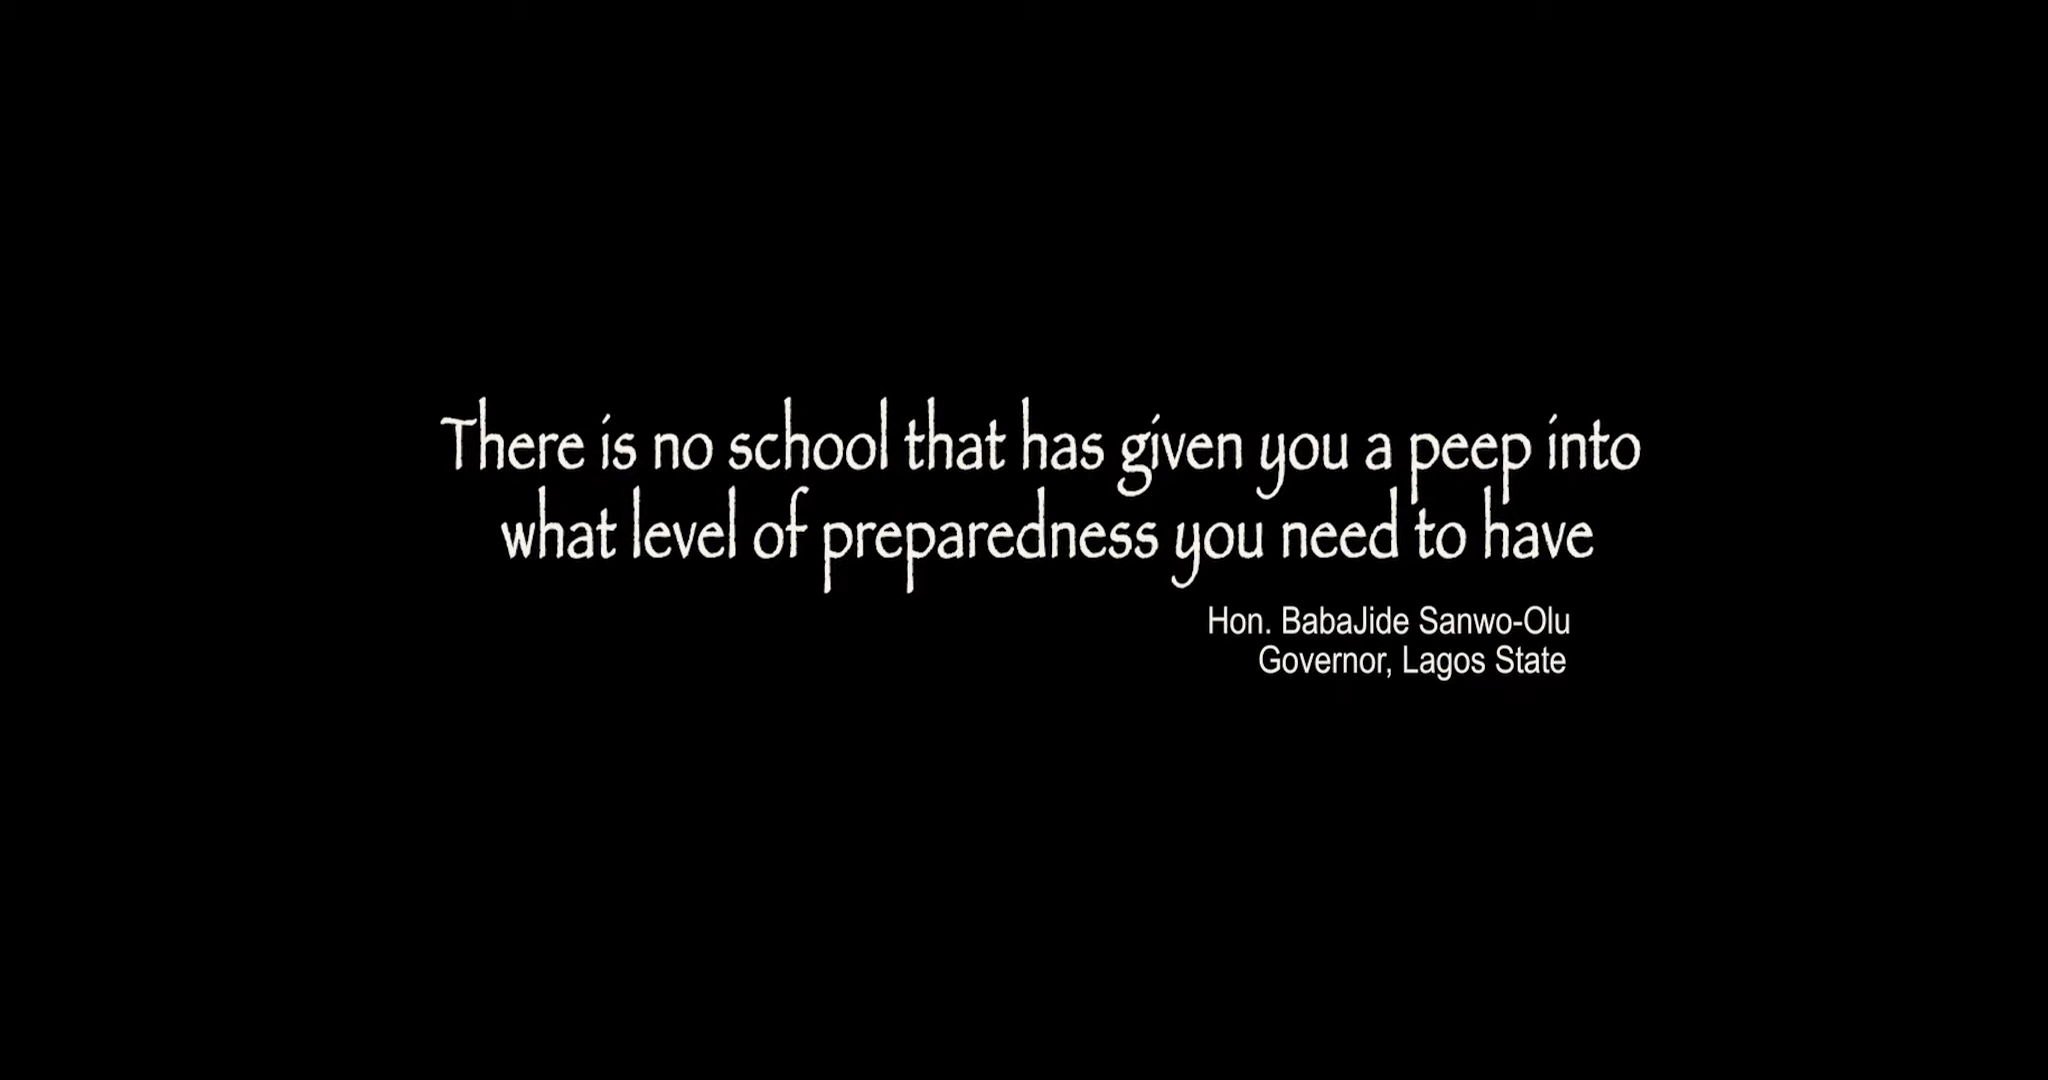 There is no school that has given you a peep into
what level of preparedness you need to have
Hon. BabaJide Sanwo-Olu
Governor, Lagos State